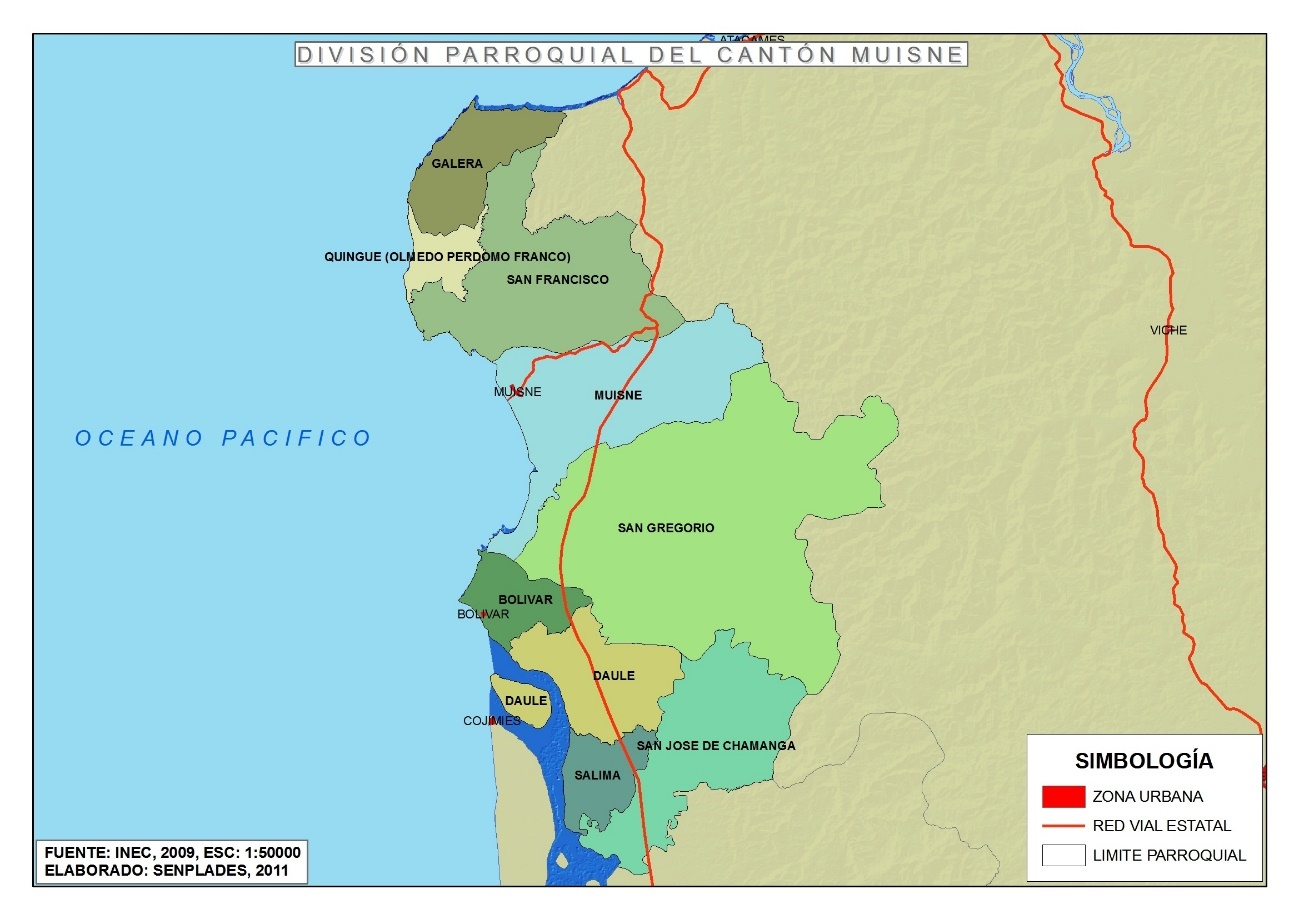 ATACAMES
DIVISIÓN PARROQUIAL DEL CANTÓN MUISNE
GALERA
QUINGUE (OLMEDO PERDOMO FRANCO)
SAN FRANCISCO
VICHE
MUISNE
MUISNE
OCEANO PACIFICO
SAN GREGORIO
BOLIVAR
BOLIVAR
DAULE
DAULE
COJIMIES
SAN JOSE DE CHAMANGA
SALIMA
SIMBOLOGÍA
ZONA URBANA
RED VIAL ESTATAL
LIMITE PARROQUIAL
FUENTE: INEC, 2009, ESC: 1:50000
ELABORADO: SENPLADES, 2011